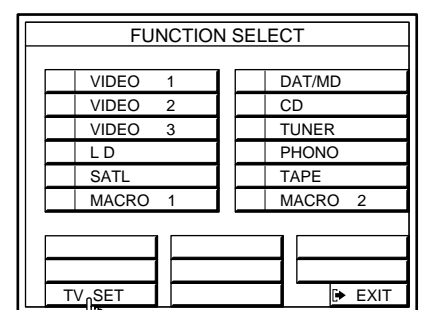 FUNCTION SELECT
VIDEO 1
VIDEO 2
VIDEO 3
L D
SATL
MACRO 1
DAT/MD
CD
TUNER
PHONO
TAPE
MACRO 2
TV SET
EXIT